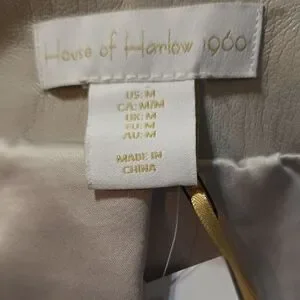 House of Harlow 1960
M
US: M
CA: M/M
UK: M
EU: M
AU: M
MADE IN
CHINA